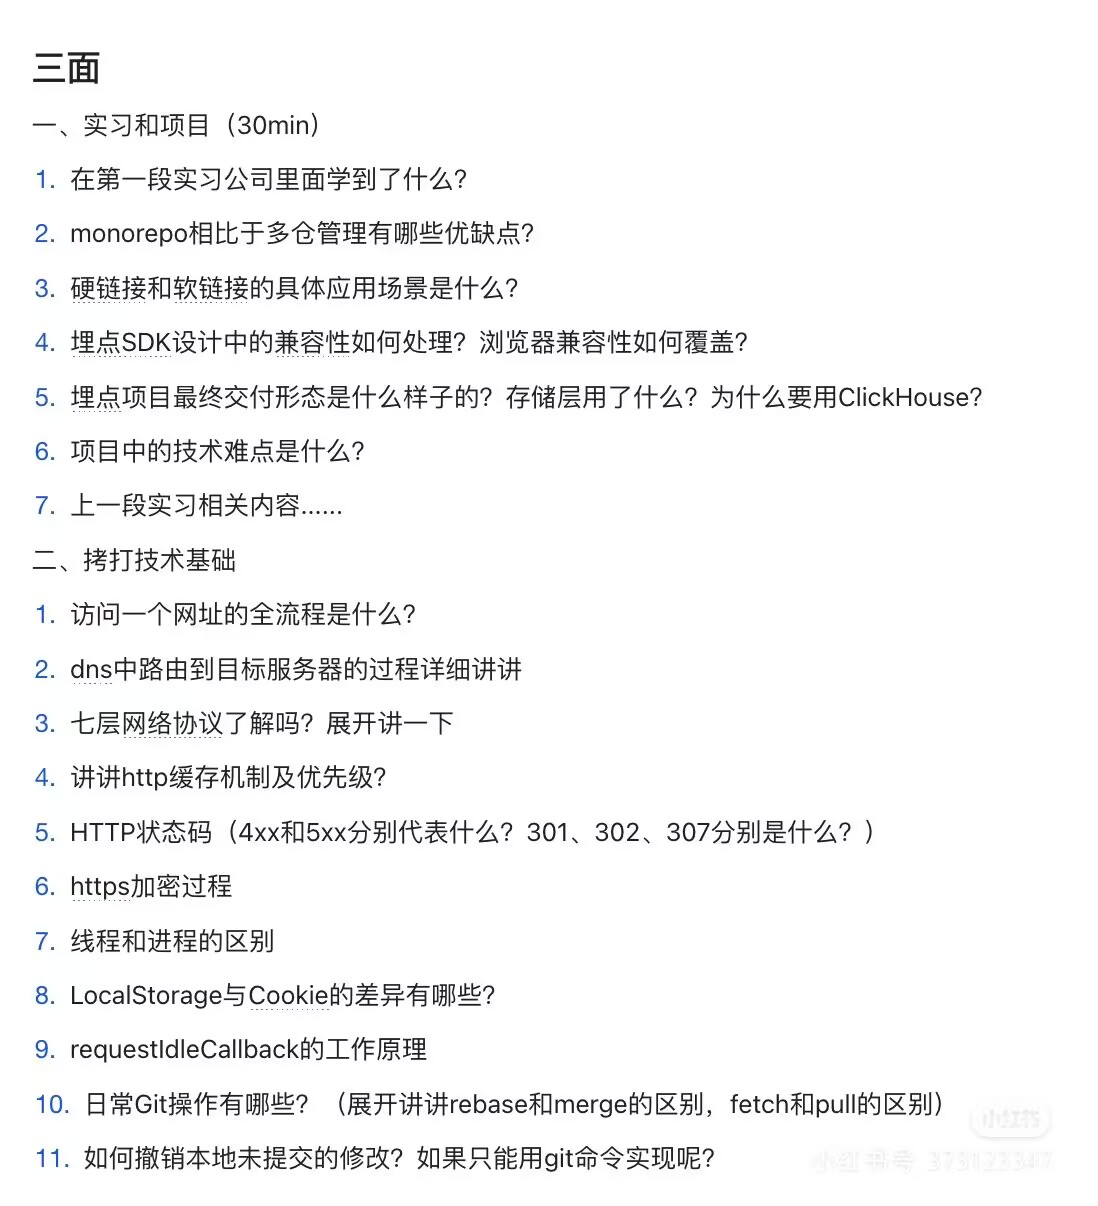 三面
一、实习和项目（30min）
1. 在第一段实习公司里面学到了什么？
2. monorepo相比于多仓管理有哪些优缺点？
3. 硬链接和软链接的具体应用场景是什么？
4. 埋点SDK设计中的兼容性如何处理？浏览器兼容性如何覆盖？
5. 埋点项目最终交付形态是什么样子的？存储层用了什么？为什么要用ClickHouse？
6. 项目中的技术难点是什么？
7. 上一段实习相关内容......
二、拷打技术基础
1. 访问一个网址的全流程是什么？
2. dns中路由到目标服务器的过程详细讲讲
3. 七层网络协议了解吗？展开讲一下
4. 讲讲http缓存机制及优先级？
5. HTTP状态码（4xx和5xx分别代表什么？301、302、307分别是什么？）
6. https加密过程
7. 线程和进程的区别
8. LocalStorage与Cookie的差异有哪些？
9. requestIdleCallback的工作原理
10. 日常Git操作有哪些？（展开讲讲rebase和merge的区别，fetch和pull的区别）
小红书
11. 如何撤销本地未提交的修改？如果只能用git命令实现呢？
小红书号